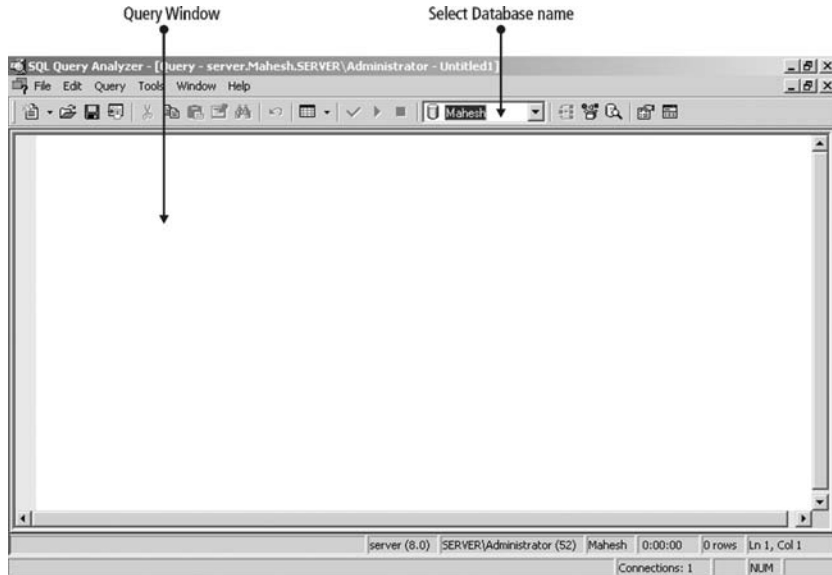 Query Window
Select Database name
SQL Query Analyzer - [Query - server.Mahesh.SERVER\Administrator - Untitled1]
File Edit Query Tools Window Help
Mahesh
server (8.0) SERVER\Administrator (52) Mahesh 0:00:00 0 rows Ln 1, Col 1
Connections: 1 NUM